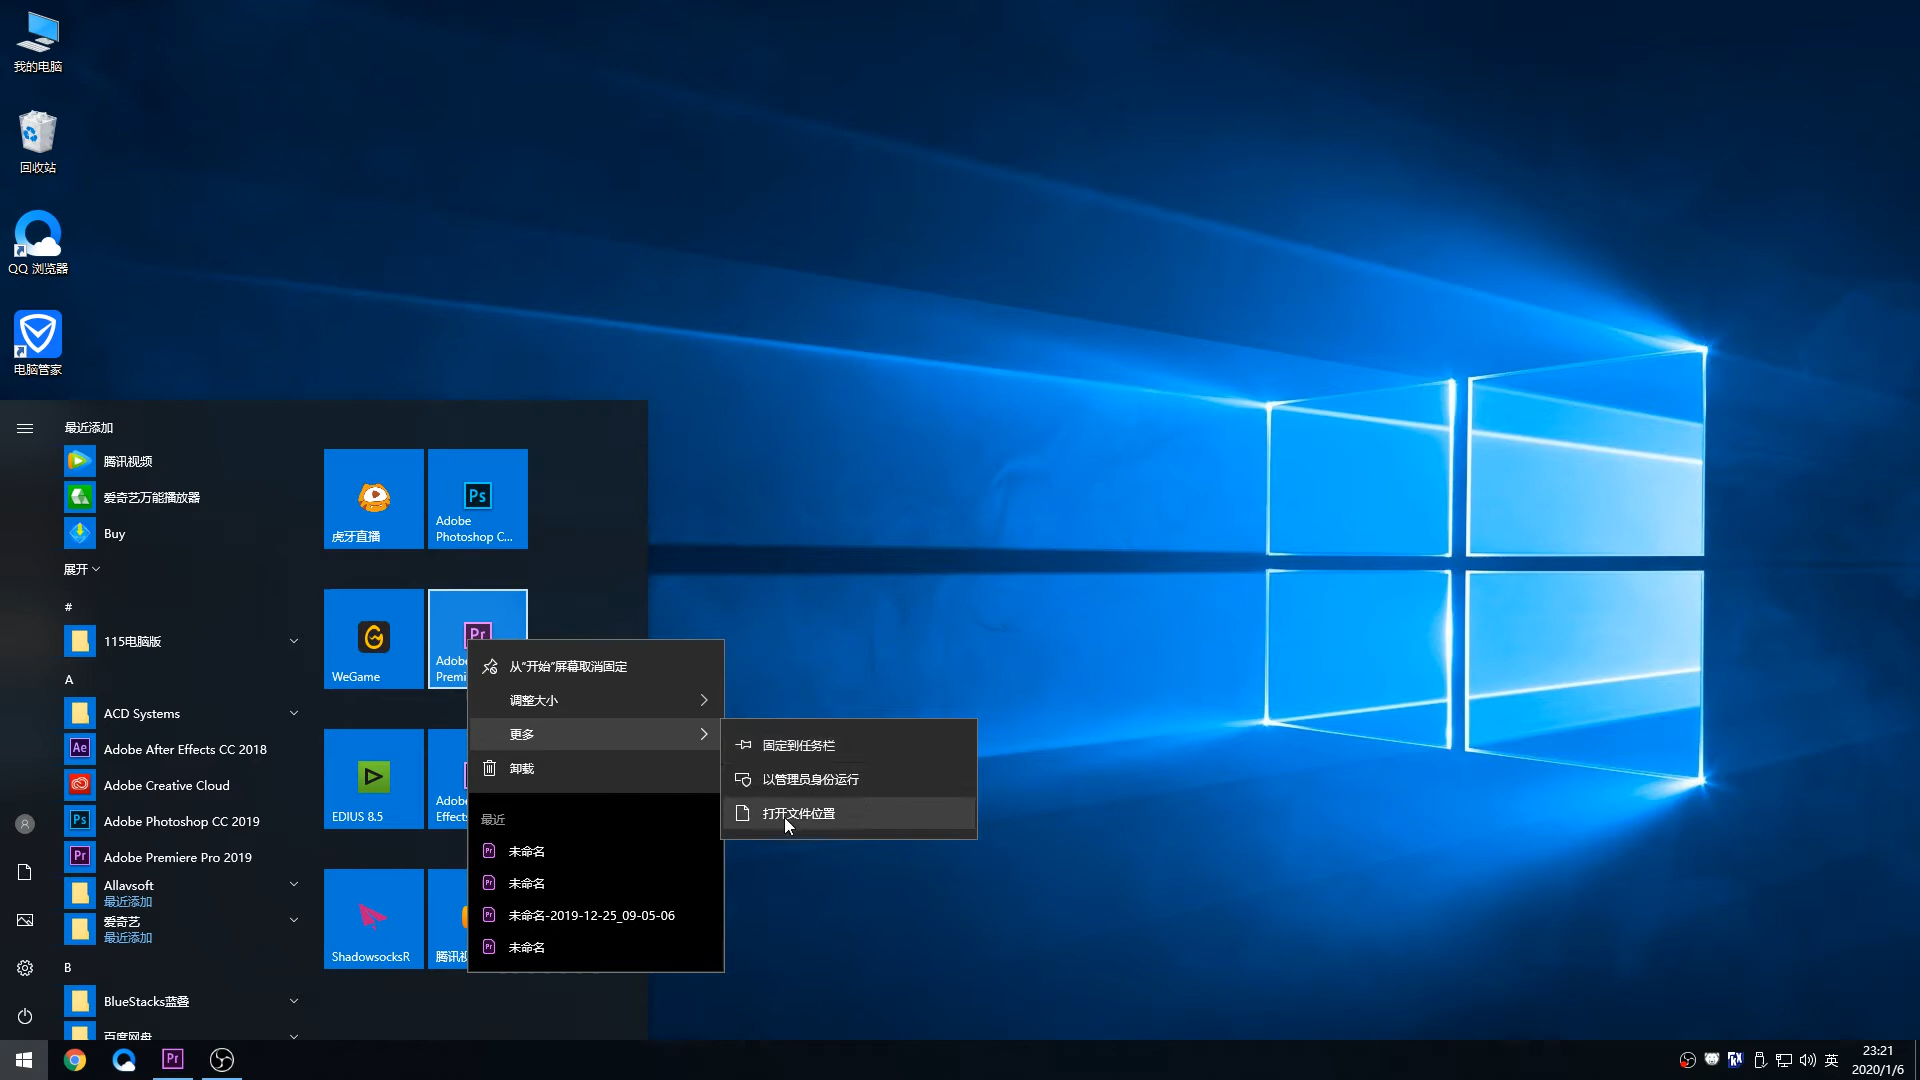 我的电脑
回收站
QQ 浏览器
电脑管家
最近添加
腾讯视频
爱奇艺万能播放器
Buy
展开
#
115电脑版
A
ACD Systems
Adobe After Effects CC 2018
Adobe Creative Cloud
Adobe Photoshop CC 2019
Adobe Premiere Pro 2019
Allavsoft
最近添加
爱奇艺
最近添加
B
BlueStacks蓝叠
百度网盘
虎牙直播
Adobe
Photoshop C...
WeGame
Adobe
Premi
EDIUS 8.5
Adobe
Effects
ShadowsocksR
腾讯视
从"开始"屏幕取消固定
调整大小
更多
卸载
最近
未命名
未命名
未命名-2019-12-25_09-05-06
未命名
固定到任务栏
以管理员身份运行
打开文件位置
英
23:21
2020/1/6